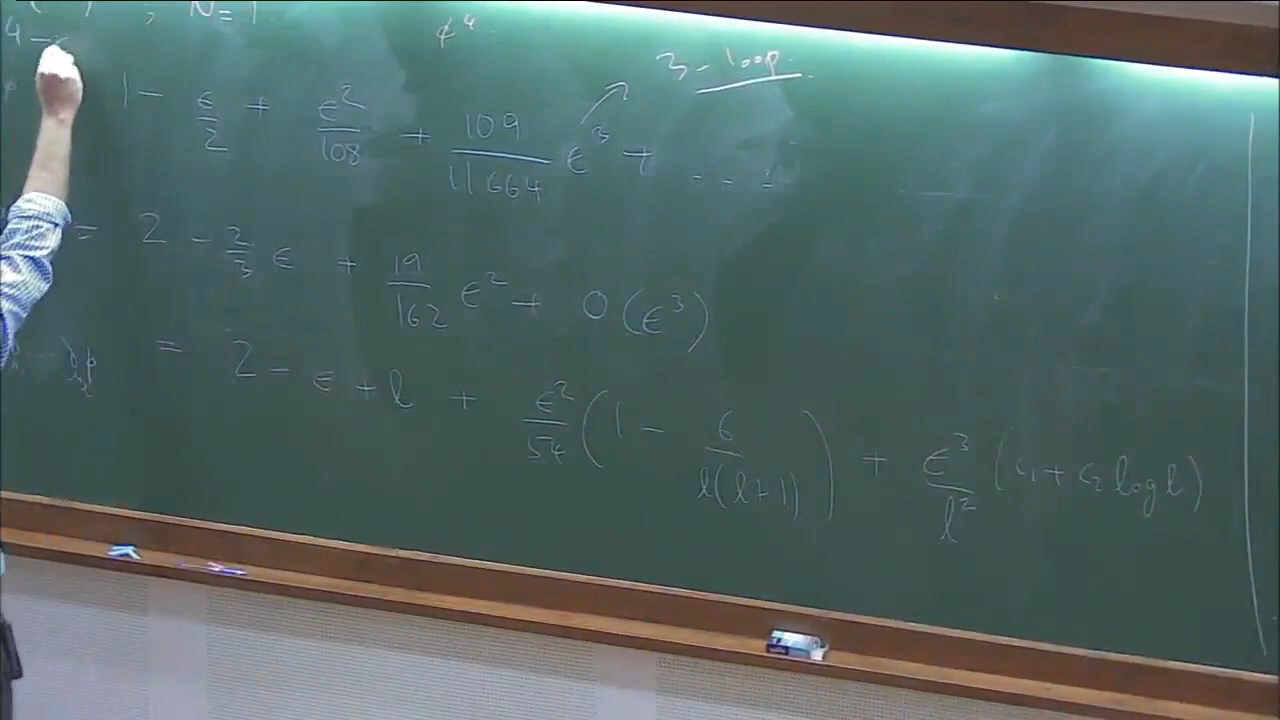 ; N=1
4 -
ϕ⁴
3 - loop
1 - ϵ/2 + ϵ²/108 + 109/11664 ϵ³ + - - -
= 2 - 2/3 ϵ + 19/162 ϵ² + O(ϵ³)
= 2 - ϵ + l + ϵ²/54 (1 - 6/l(l+1)) + ϵ³/l² (c₁ + c₂ log l)